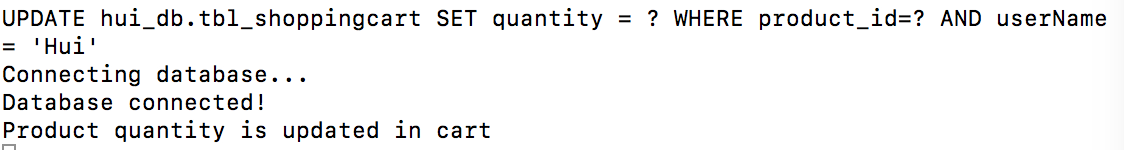 UPDATE hui_db.tbl_shoppingcart SET quantity = ? WHERE product_id=? AND userName
= 'Hui'
Connecting database...
Database connected!
Product quantity is updated in cart